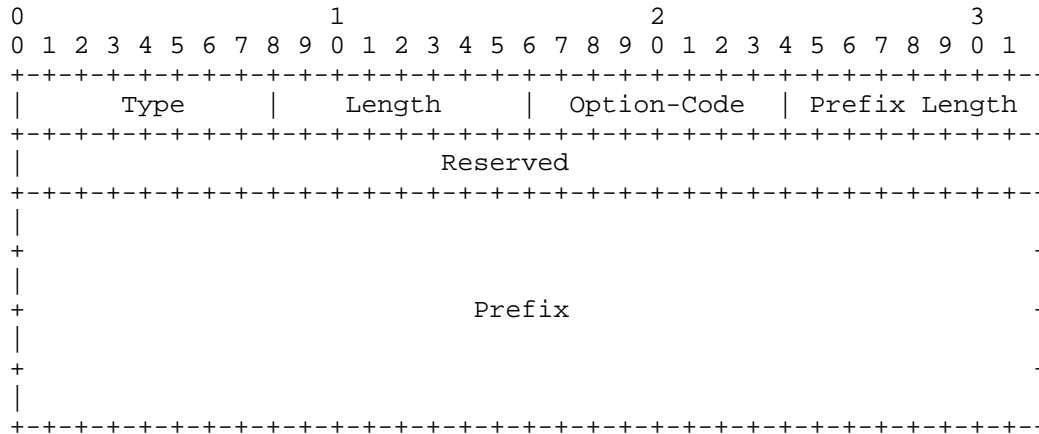 0                   1                   2                   3
0 1 2 3 4 5 6 7 8 9 0 1 2 3 4 5 6 7 8 9 0 1 2 3 4 5 6 7 8 9 0 1
+-+-+-+-+-+-+-+-+-+-+-+-+-+-+-+-+-+-+-+-+-+-+-+-+-+-+-+-+-+-+-+-
|      Type     |    Length     |  Option-Code  | Prefix Length
+-+-+-+-+-+-+-+-+-+-+-+-+-+-+-+-+-+-+-+-+-+-+-+-+-+-+-+-+-+-+-+-
|                          Reserved
+-+-+-+-+-+-+-+-+-+-+-+-+-+-+-+-+-+-+-+-+-+-+-+-+-+-+-+-+-+-+-+-
|
+                                                               -
|
+                            Prefix                             -
|
+                                                               -
|
+-+-+-+-+-+-+-+-+-+-+-+-+-+-+-+-+-+-+-+-+-+-+-+-+-+-+-+-+-+-+-+-